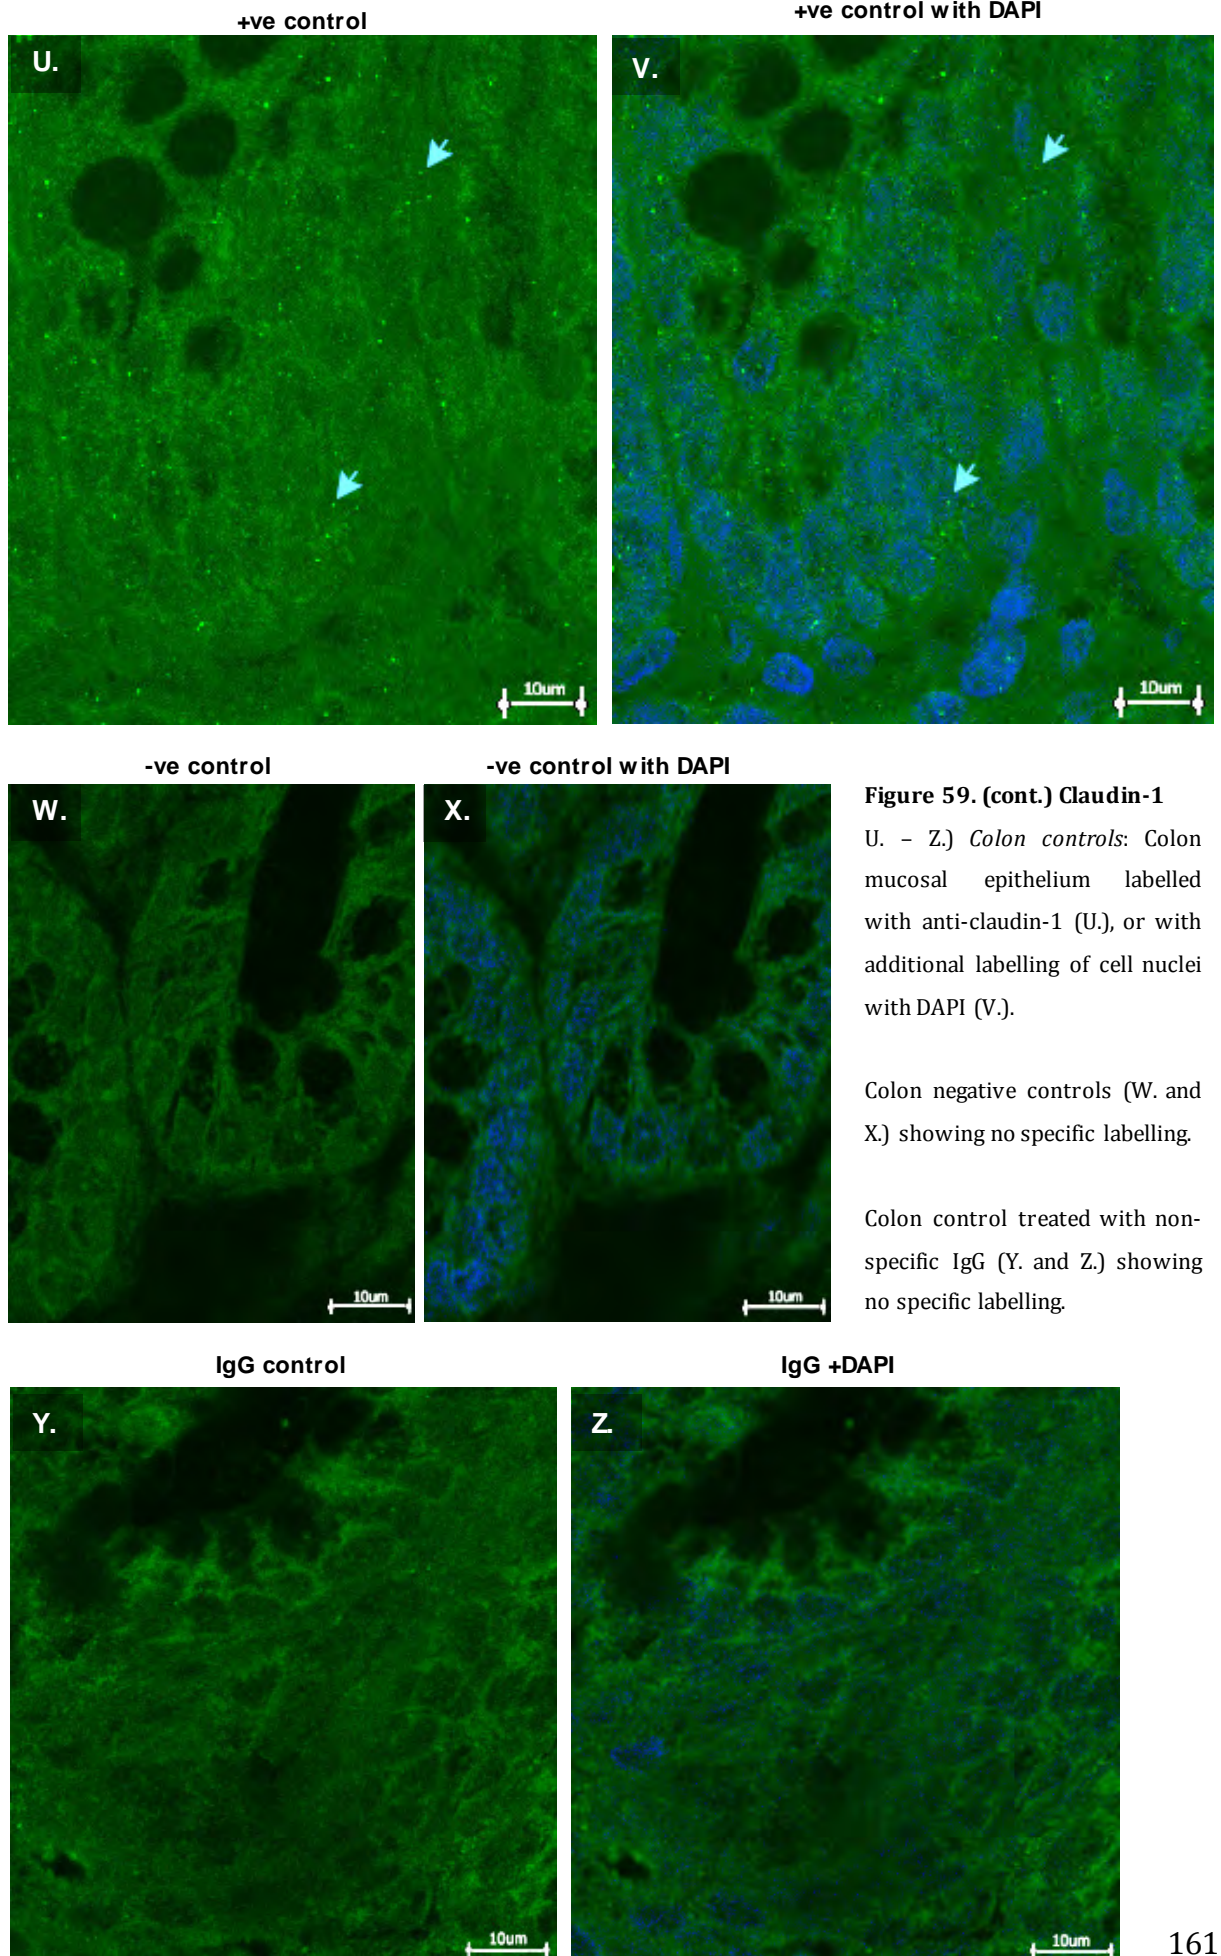 +ve control
+ve control with DAPI
U.
V.
10um
10um
-ve control
-ve control with DAPI
W.
X.
10um
10um
Figure 59. (cont.) Claudin-1
U. – Z.) Colon controls: Colon
mucosal epithelium labelled
with anti-claudin-1 (U.), or with
additional labelling of cell nuclei
with DAPI (V.).
Colon negative controls (W. and
X.) showing no specific labelling.
Colon control treated with non-
specific IgG (Y. and Z.) showing
no specific labelling.
IgG control
IgG +DAPI
Y.
Z.
10um
10um
161